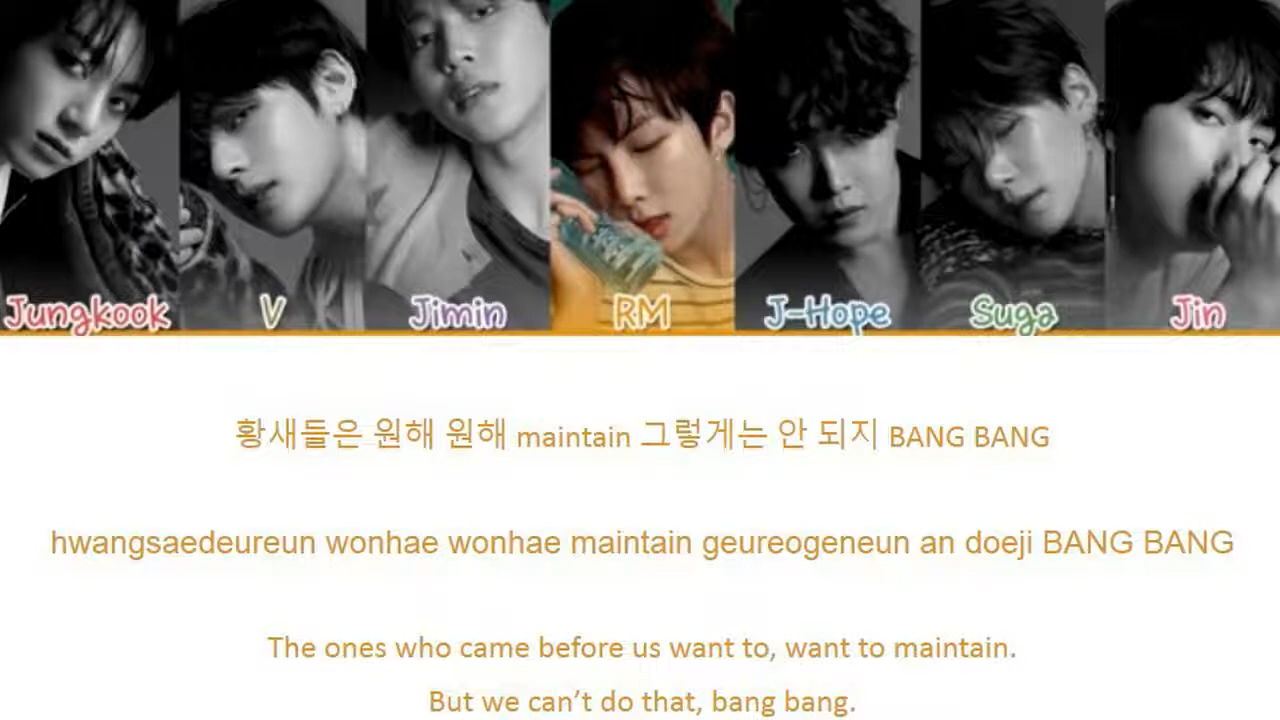 Jungkook V Jimin RM J-Hope Suga Jin
황새들은 원해 원해 maintain 그렇게는 안 되지 BANG BANG
hwangsaedeureun wonhae wonhae maintain geureogeneun an doeji BANG BANG
The ones who came before us want to, want to maintain.
But we can’t do that, bang bang.